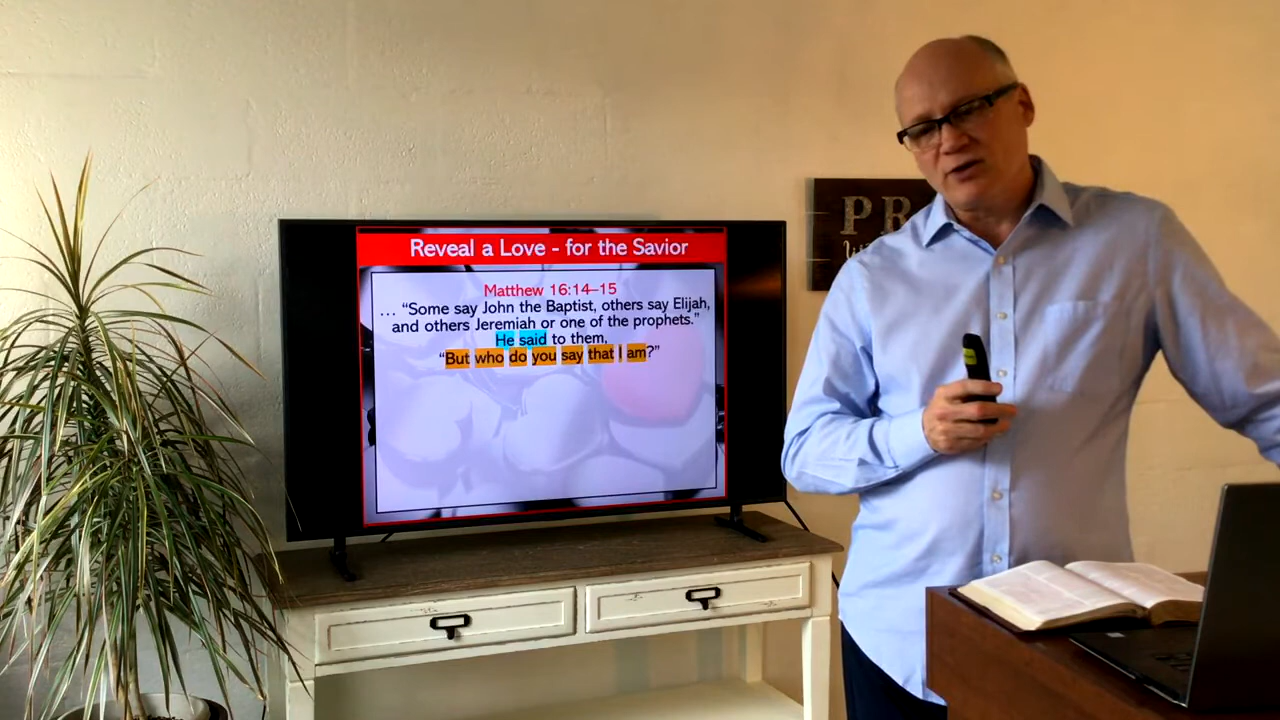 Reveal a Love - for the Savior
Matthew 16:14–15
… “Some say John the Baptist, others say Elijah,
and others Jeremiah or one of the prophets.”
He said to them,
“But who do you say that I am?”
PR